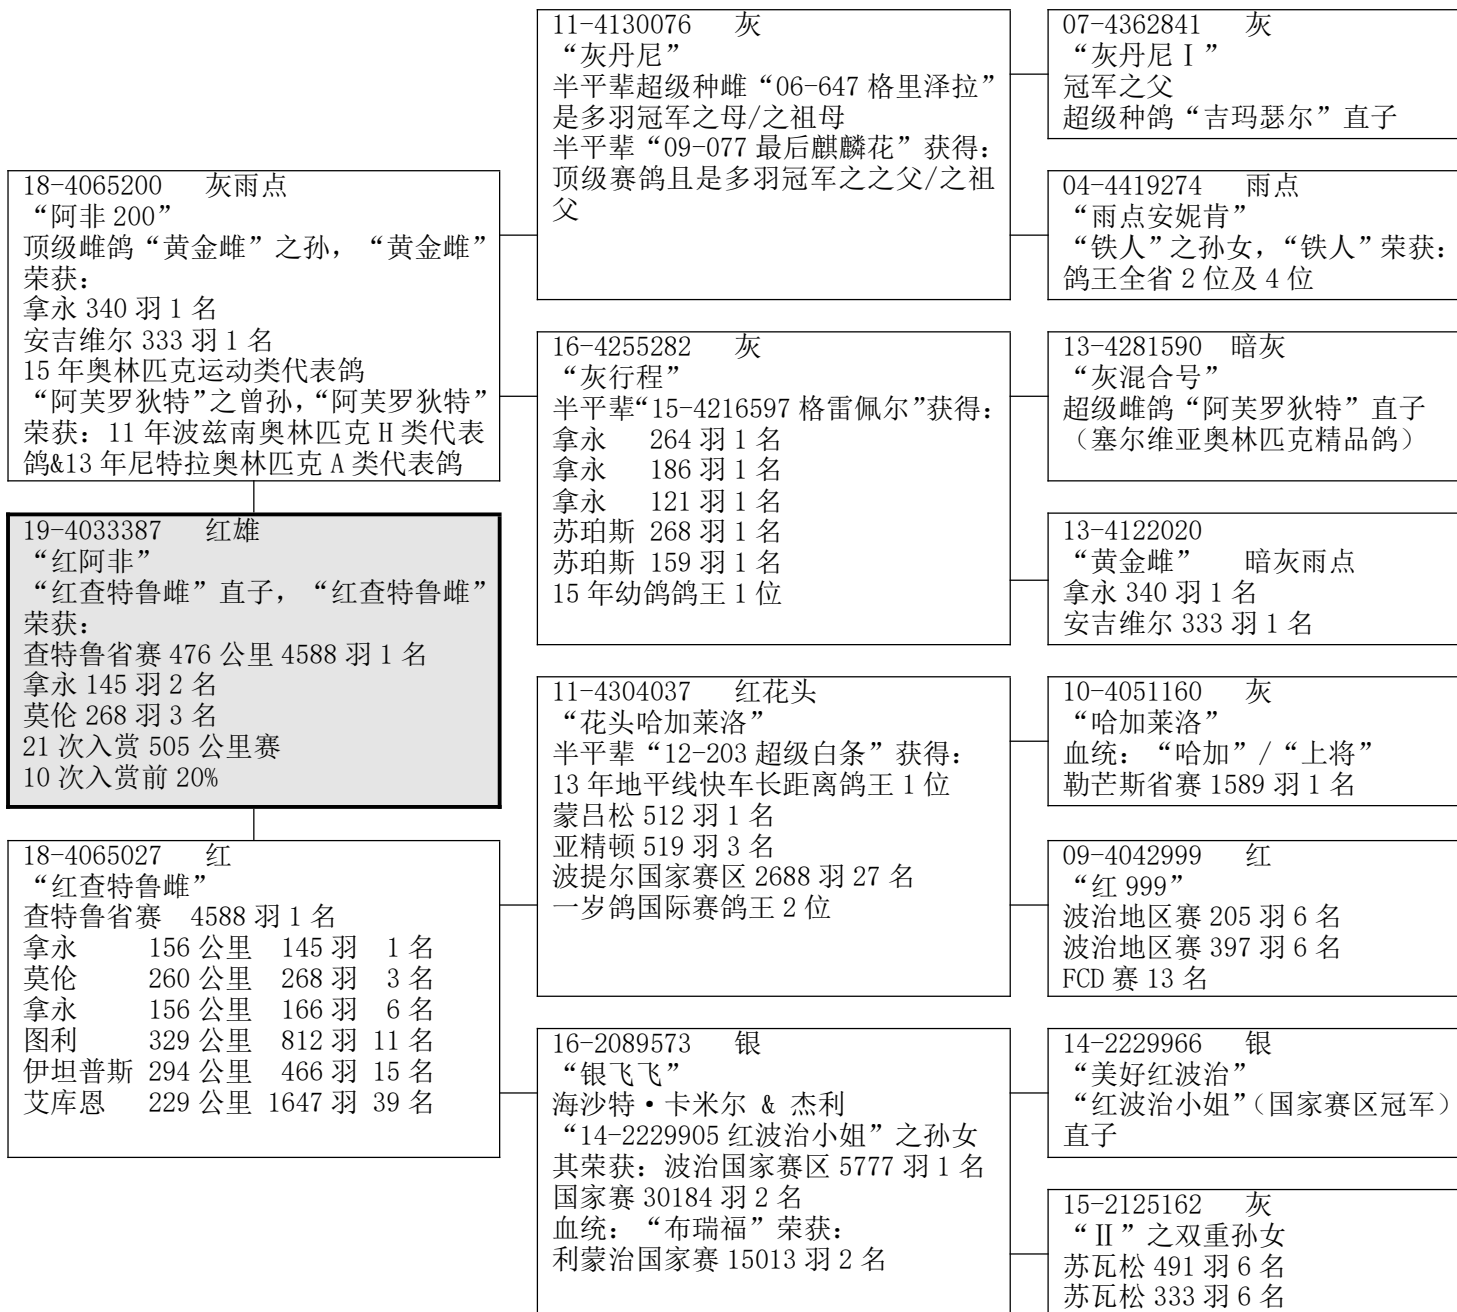 18-4065200 灰雨点
“阿非 200”
顶级雌鸽“黄金雌”之孙，“黄金雌”
荣获：
拿永 340 羽 1 名
安吉维尔 333 羽 1 名
15 年奥林匹克运动类代表鸽
“阿芙罗狄特”之曾孙，“阿芙罗狄特”
荣获：11 年波兹南奥林匹克 H 类代表
鸽&13 年尼特拉奥林匹克 A 类代表鸽
19-4033387 红雄
“红阿非”
“红查特鲁雌”直子，“红查特鲁雌”
荣获：
查特鲁省赛 476 公里 4588 羽 1 名
拿永 145 羽 2 名
莫伦 268 羽 3 名
21 次入赏 505 公里赛
10 次入赏前 20%
18-4065027 红
“红查特鲁雌”
查特鲁省赛 4588 羽 1 名
拿永 156 公里 145 羽 1 名
莫伦 260 公里 268 羽 3 名
拿永 156 公里 166 羽 6 名
图利 329 公里 812 羽 11 名
伊坦普斯 294 公里 466 羽 15 名
艾库恩 229 公里 1647 羽 39 名
11-4130076 灰
“灰丹尼”
半平辈超级种雌“06-647 格里泽拉”
是多羽冠军之母/之祖母
半平辈“09-077 最后麒麟花”获得：
顶级赛鸽且是多羽冠军之之父/之祖
父
16-4255282 灰
“灰行程”
半平辈“15-4216597 格雷佩尔”获得：
拿永 264 羽 1 名
拿永 186 羽 1 名
拿永 121 羽 1 名
苏珀斯 268 羽 1 名
苏珀斯 159 羽 1 名
15 年幼鸽鸽王 1 位
11-4304037 红花头
“花头哈加莱洛”
半平辈“12-203 超级白条”获得：
13 年地平线快车长距离鸽王 1 位
蒙吕松 512 羽 1 名
亚精顿 519 羽 3 名
波提尔国家赛区 2688 羽 27 名
一岁鸽国际赛鸽王 2 位
16-2089573 银
“银飞飞”
海沙特·卡米尔 & 杰利
“14-2229905 红波治小姐”之孙女
其荣获：波治国家赛区 5777 羽 1 名
国家赛 30184 羽 2 名
血统：“布瑞福”荣获：
利蒙治国家赛 15013 羽 2 名
07-4362841 灰
“灰丹尼Ⅰ”
冠军之父
超级种鸽“吉玛瑟尔”直子
04-4419274 雨点
“雨点安妮肯”
“铁人”之孙女，“铁人”荣获：
鸽王全省 2 位及 4 位
13-4281590 暗灰
“灰混合号”
超级雌鸽“阿芙罗狄特”直子
（塞尔维亚奥林匹克精品鸽）
13-4122020
“黄金雌” 暗灰雨点
拿永 340 羽 1 名
安吉维尔 333 羽 1 名
10-4051160 灰
“哈加莱洛”
血统：“哈加”/“上将”
勒芒斯省赛 1589 羽 1 名
09-4042999 红
“红 999”
波治地区赛 205 羽 6 名
波治地区赛 397 羽 6 名
FCD 赛 13 名
14-2229966 银
“美好红波治”
“红波治小姐”（国家赛区冠军）
直子
15-2125162 灰
“Ⅱ”之双重孙女
苏瓦松 491 羽 6 名
苏瓦松 333 羽 6 名